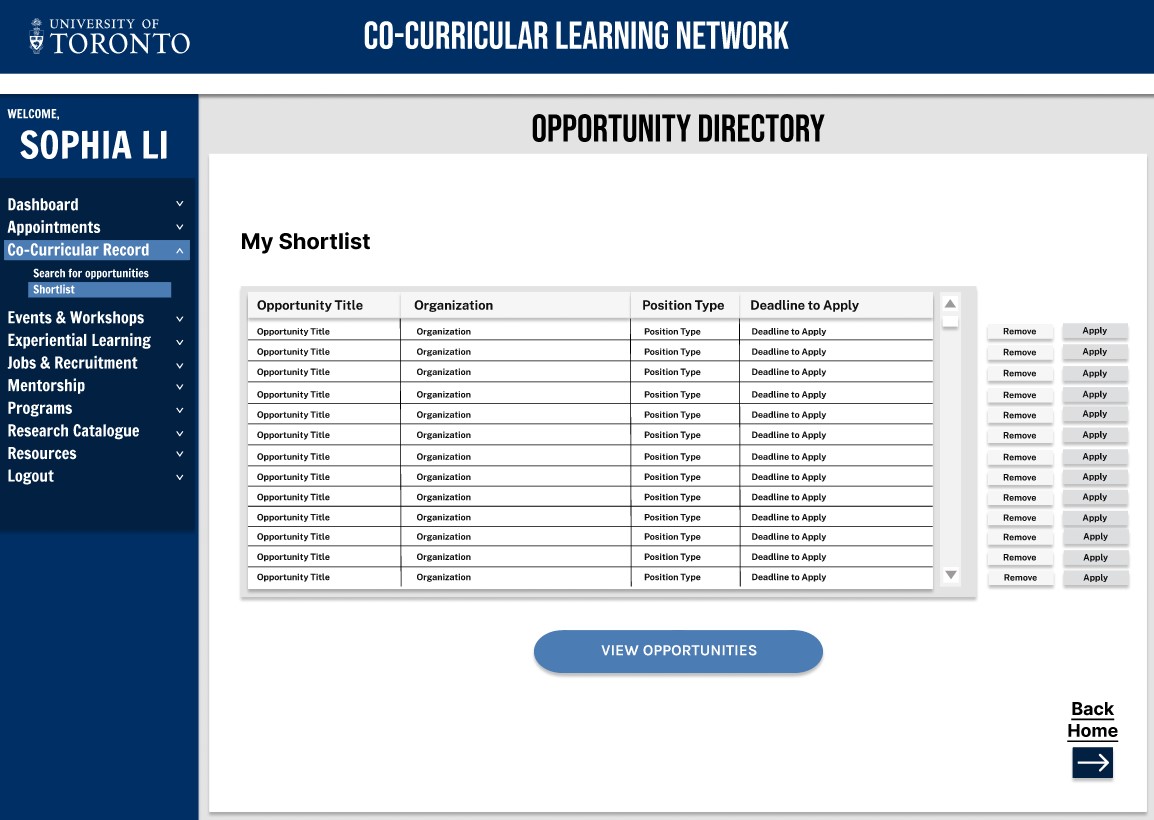 UNIVERSITY OF
TORONTO
CO-CURRICULAR LEARNING NETWORK
WELCOME,
SOPHIA LI
Dashboard
Appointments
Co-Curricular Record
Search for opportunities
Shortlist
Events & Workshops
Experiential Learning
Jobs & Recruitment
Mentorship
Programs
Research Catalogue
Resources
Logout
OPPORTUNITY DIRECTORY
My Shortlist
Opportunity Title Organization Position Type Deadline to Apply
Opportunity Title Organization Position Type Deadline to Apply Remove Apply
Opportunity Title Organization Position Type Deadline to Apply Remove Apply
Opportunity Title Organization Position Type Deadline to Apply Remove Apply
Opportunity Title Organization Position Type Deadline to Apply Remove Apply
Opportunity Title Organization Position Type Deadline to Apply Remove Apply
Opportunity Title Organization Position Type Deadline to Apply Remove Apply
Opportunity Title Organization Position Type Deadline to Apply Remove Apply
Opportunity Title Organization Position Type Deadline to Apply Remove Apply
Opportunity Title Organization Position Type Deadline to Apply Remove Apply
Opportunity Title Organization Position Type Deadline to Apply Remove Apply
Opportunity Title Organization Position Type Deadline to Apply Remove Apply
Opportunity Title Organization Position Type Deadline to Apply Remove Apply
Opportunity Title Organization Position Type Deadline to Apply Remove Apply
VIEW OPPORTUNITIES
Back
Home